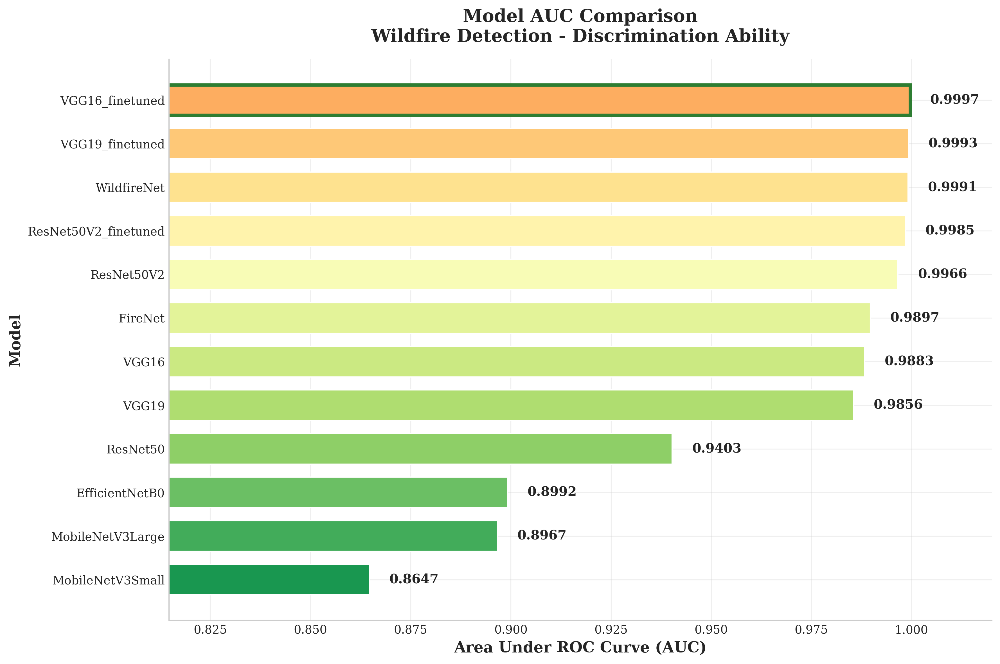 Model AUC Comparison
Wildfire Detection - Discrimination Ability
VGG16_finetuned 0.9997
VGG19_finetuned 0.9993
WildfireNet 0.9991
ResNet50V2_finetuned 0.9985
ResNet50V2 0.9966
FireNet 0.9897
VGG16 0.9883
VGG19 0.9856
ResNet50 0.9403
EfficientNetB0 0.8992
MobileNetV3Large 0.8967
MobileNetV3Small 0.8647
Model
0.825 0.850 0.875 0.900 0.925 0.950 0.975 1.000
Area Under ROC Curve (AUC)